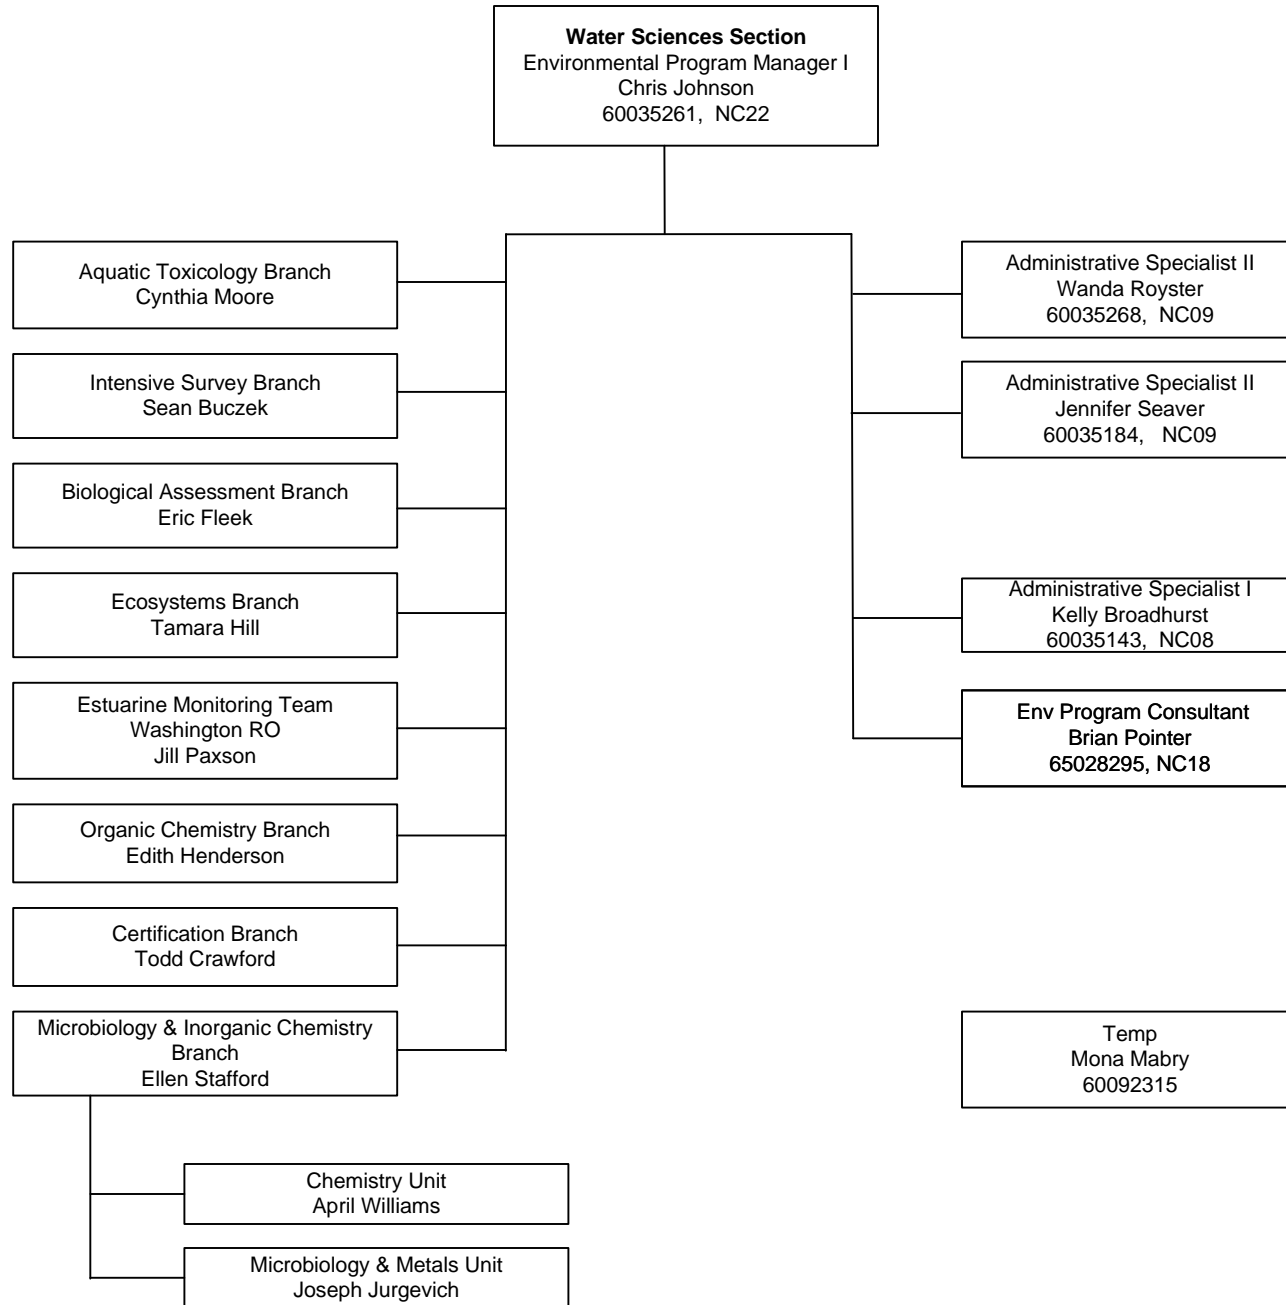 Water Sciences Section
Environmental Program Manager I
Chris Johnson
60035261,  NC22
Aquatic Toxicology Branch
Cynthia Moore
Intensive Survey Branch
Sean Buczek
Biological Assessment Branch
Eric Fleek
Ecosystems Branch
Tamara Hill
Estuarine Monitoring Team
Washington RO
Jill Paxson
Organic Chemistry Branch
Edith Henderson
Certification Branch
Todd Crawford
Microbiology & Inorganic Chemistry
Branch
Ellen Stafford
Chemistry Unit
April Williams
Microbiology & Metals Unit
Joseph Jurgevich
Administrative Specialist II
Wanda Royster
60035268,  NC09
Administrative Specialist II
Jennifer Seaver
60035184,   NC09
Administrative Specialist I
Kelly Broadhurst
60035143,  NC08
Env Program Consultant
Brian Pointer
65028295, NC18
Temp
Mona Mabry
60092315